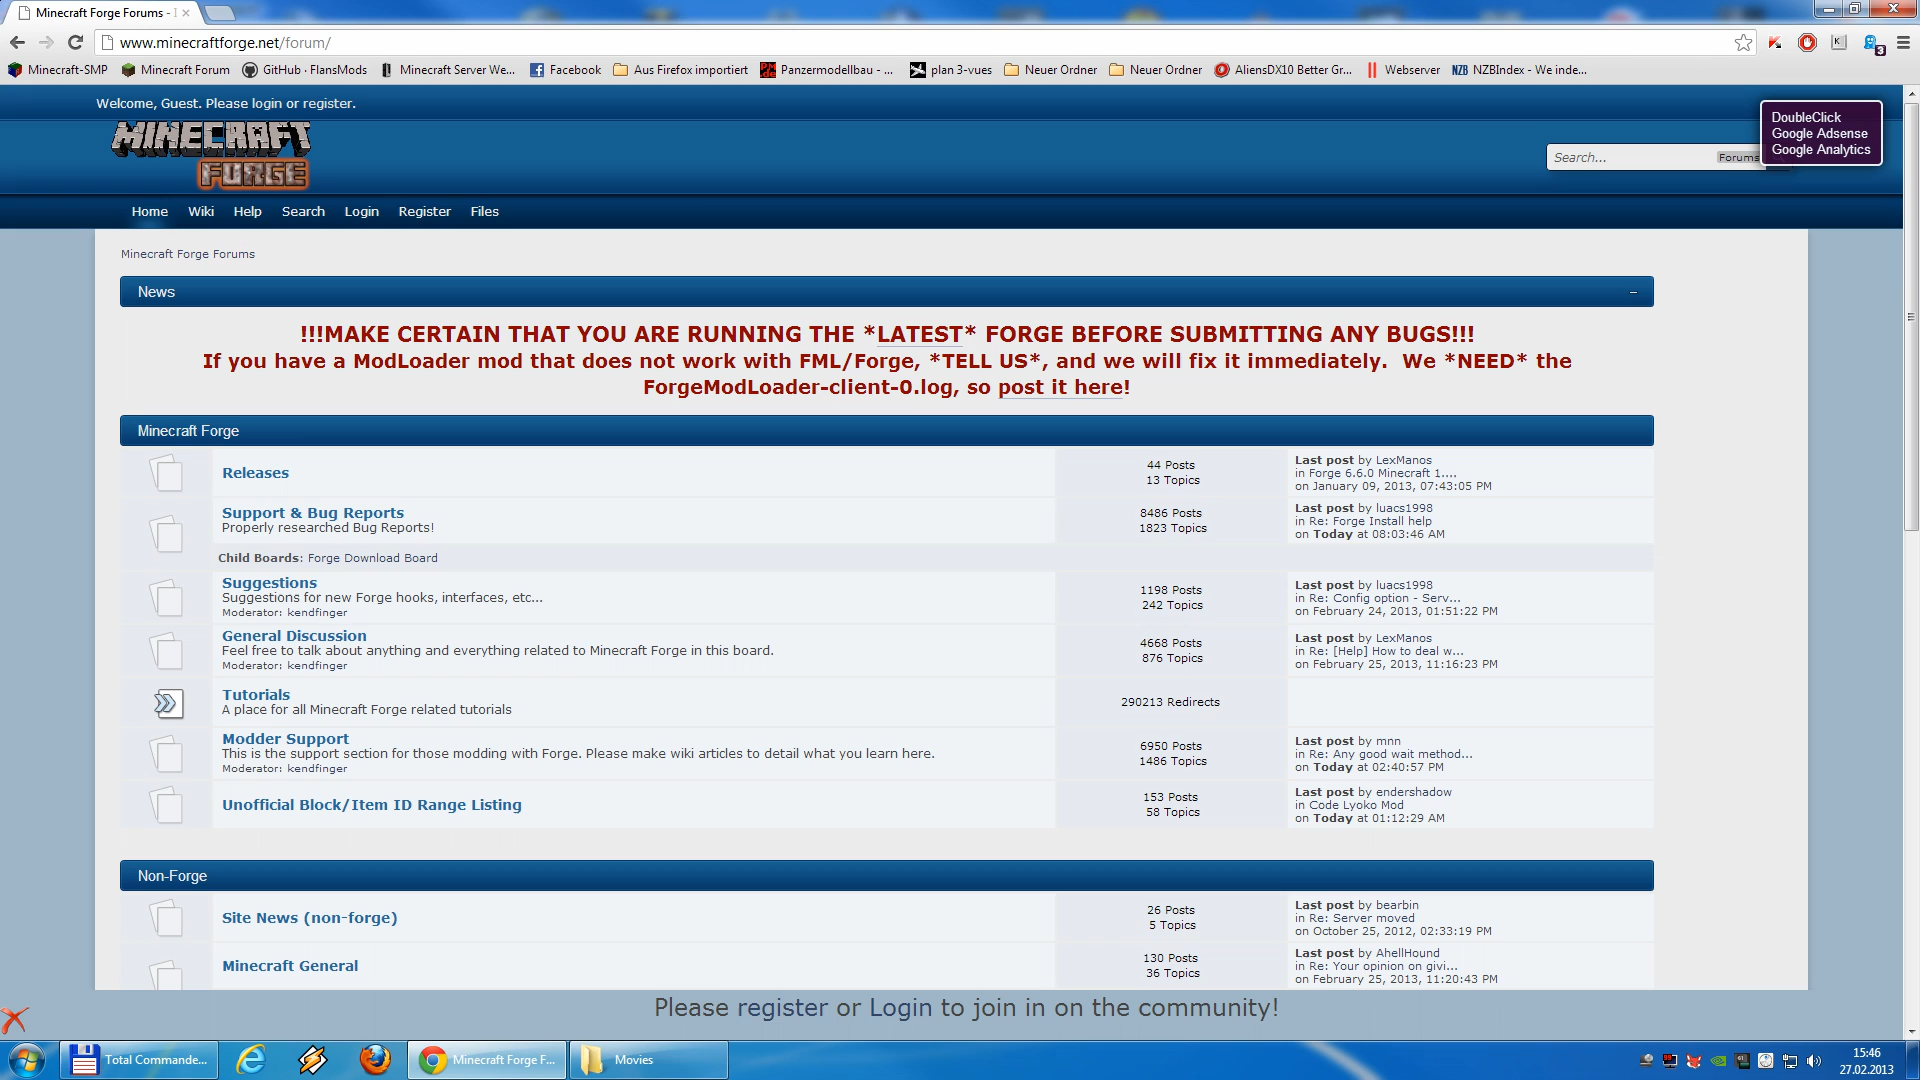 Minecraft Forge Forums - I
www.minecraftforge.net/forum/
3
Minecraft-SMP
Minecraft Forum
GitHub · FlansMods
Minecraft Server We...
Facebook
Aus Firefox importiert
Panzermodellbau - ...
plan 3-vues
Neuer Ordner
Neuer Ordner
AliensDX10 Better Gr...
Webserver
NZB NZBIndex - We inde...
Welcome, Guest. Please login or register.
MINECRAFT
FORGE
Search...
Forums
DoubleClick
Google Adsense
Google Analytics
Home Wiki Help Search Login Register Files
Minecraft Forge Forums
News
!!!MAKE CERTAIN THAT YOU ARE RUNNING THE *LATEST* FORGE BEFORE SUBMITTING ANY BUGS!!!
If you have a ModLoader mod that does not work with FML/Forge, *TELL US*, and we will fix it immediately. We *NEED* the
ForgeModLoader-client-0.log, so post it here!
Minecraft Forge
Releases
44 Posts
13 Topics
Last post by LexManos
in Forge 6.6.0 Minecraft 1....
on January 09, 2013, 07:43:05 PM
Support & Bug Reports
Properly researched Bug Reports!
8486 Posts
1823 Topics
Last post by luacs1998
in Re: Forge Install help
on Today at 08:03:46 AM
Child Boards: Forge Download Board
Suggestions
Suggestions for new Forge hooks, interfaces, etc...
Moderator: kendfinger
1198 Posts
242 Topics
Last post by luacs1998
in Re: Config option - Serv...
on February 24, 2013, 01:51:22 PM
General Discussion
Feel free to talk about anything and everything related to Minecraft Forge in this board.
Moderator: kendfinger
4668 Posts
876 Topics
Last post by LexManos
in Re: [Help] How to deal w...
on February 25, 2013, 11:16:23 PM
Tutorials
A place for all Minecraft Forge related tutorials
290213 Redirects
Modder Support
This is the support section for those modding with Forge. Please make wiki articles to detail what you learn here.
Moderator: kendfinger
6950 Posts
1486 Topics
Last post by mnn
in Re: Any good wait method...
on Today at 02:40:57 PM
Unofficial Block/Item ID Range Listing
153 Posts
58 Topics
Last post by endershadow
in Code Lyoko Mod
on Today at 01:12:29 AM
Non-Forge
Site News (non-forge)
26 Posts
5 Topics
Last post by bearbin
in Re: Server moved
on October 25, 2012, 02:33:19 PM
Minecraft General
130 Posts
36 Topics
Last post by AhellHound
in Re: Your opinion on givi...
on February 25, 2013, 11:20:43 PM
Please register or Login to join in on the community!
Total Commande...
Minecraft Forge F...
Movies
15:46
27.02.2013